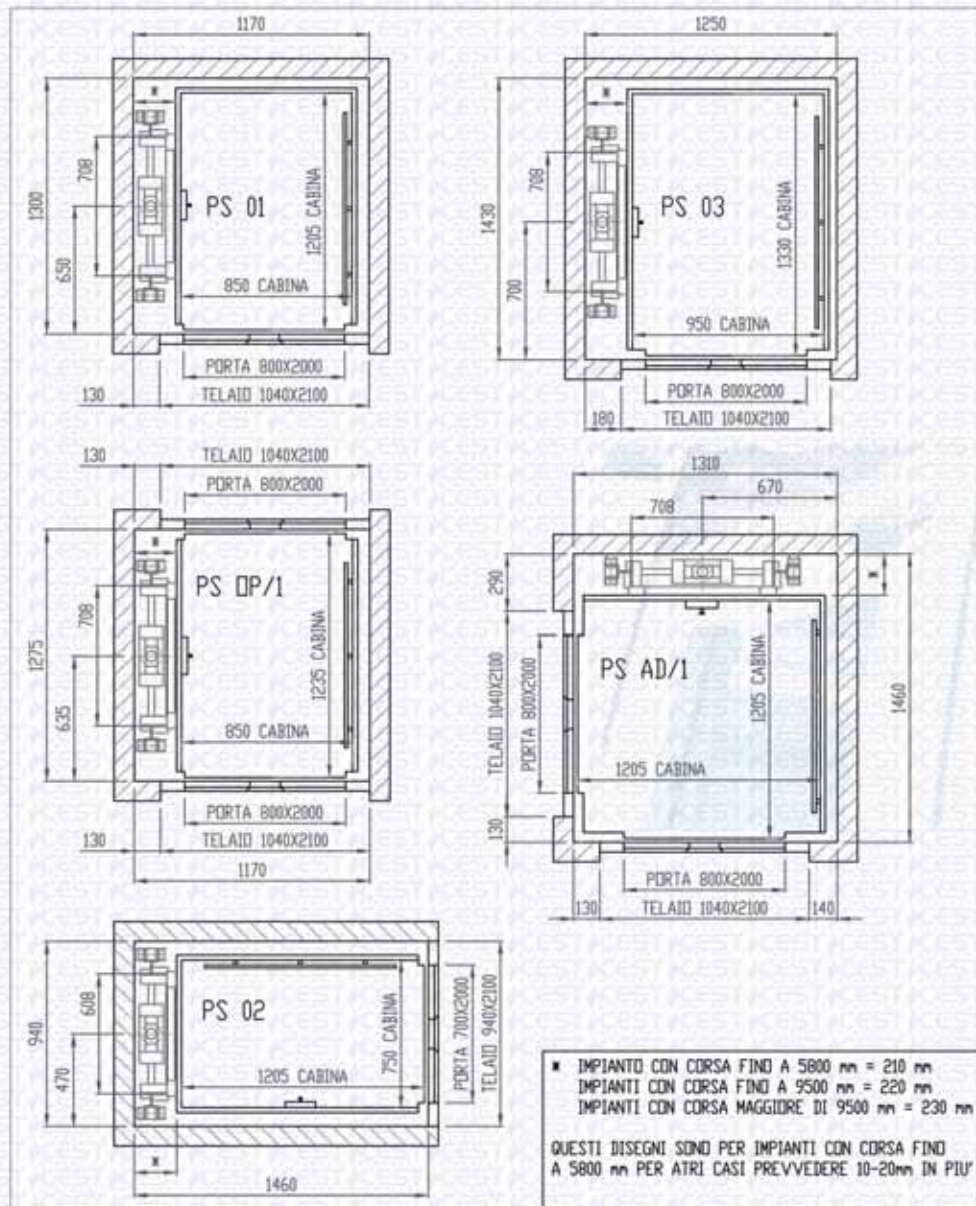 1170
1300
708
650
PS 01
1205 CABINA
850 CABINA
PORTA 800X2000
130
TELAIO 1040X2100
1250
1430
708
700
PS 03
1330 CABINA
950 CABINA
PORTA 800X2000
180
TELAIO 1040X2100
130
TELAIO 1040X2100
PORTA 800X2000
1275
708
635
PS OP/1
1235 CABINA
850 CABINA
PORTA 800X2000
130
TELAIO 1040X2100
1170
1310
670
708
290
TELAIO 1040X2100
PORTA 800X2000
130
PS AD/1
1205 CABINA
1205 CABINA
1460
PORTA 800X2000
130
TELAIO 1040X2100
140
940
608
470
PS 02
750 CABINA
1205 CABINA
PORTA 700X2000
TELAIO 940X2100
1460
* IMPIANTO CON CORSA FINO A 5800 mm = 210 mm
IMPIANTI CON CORSA FINO A 9500 mm = 220 mm
IMPIANTI CON CORSA MAGGIORE DI 9500 mm = 230 mm
QUESTI DISEGNI SONO PER IMPIANTI CON CORSA FINO
A 5800 mm PER ATRI CASI PREVVEDERE 10-20mm IN PIU'